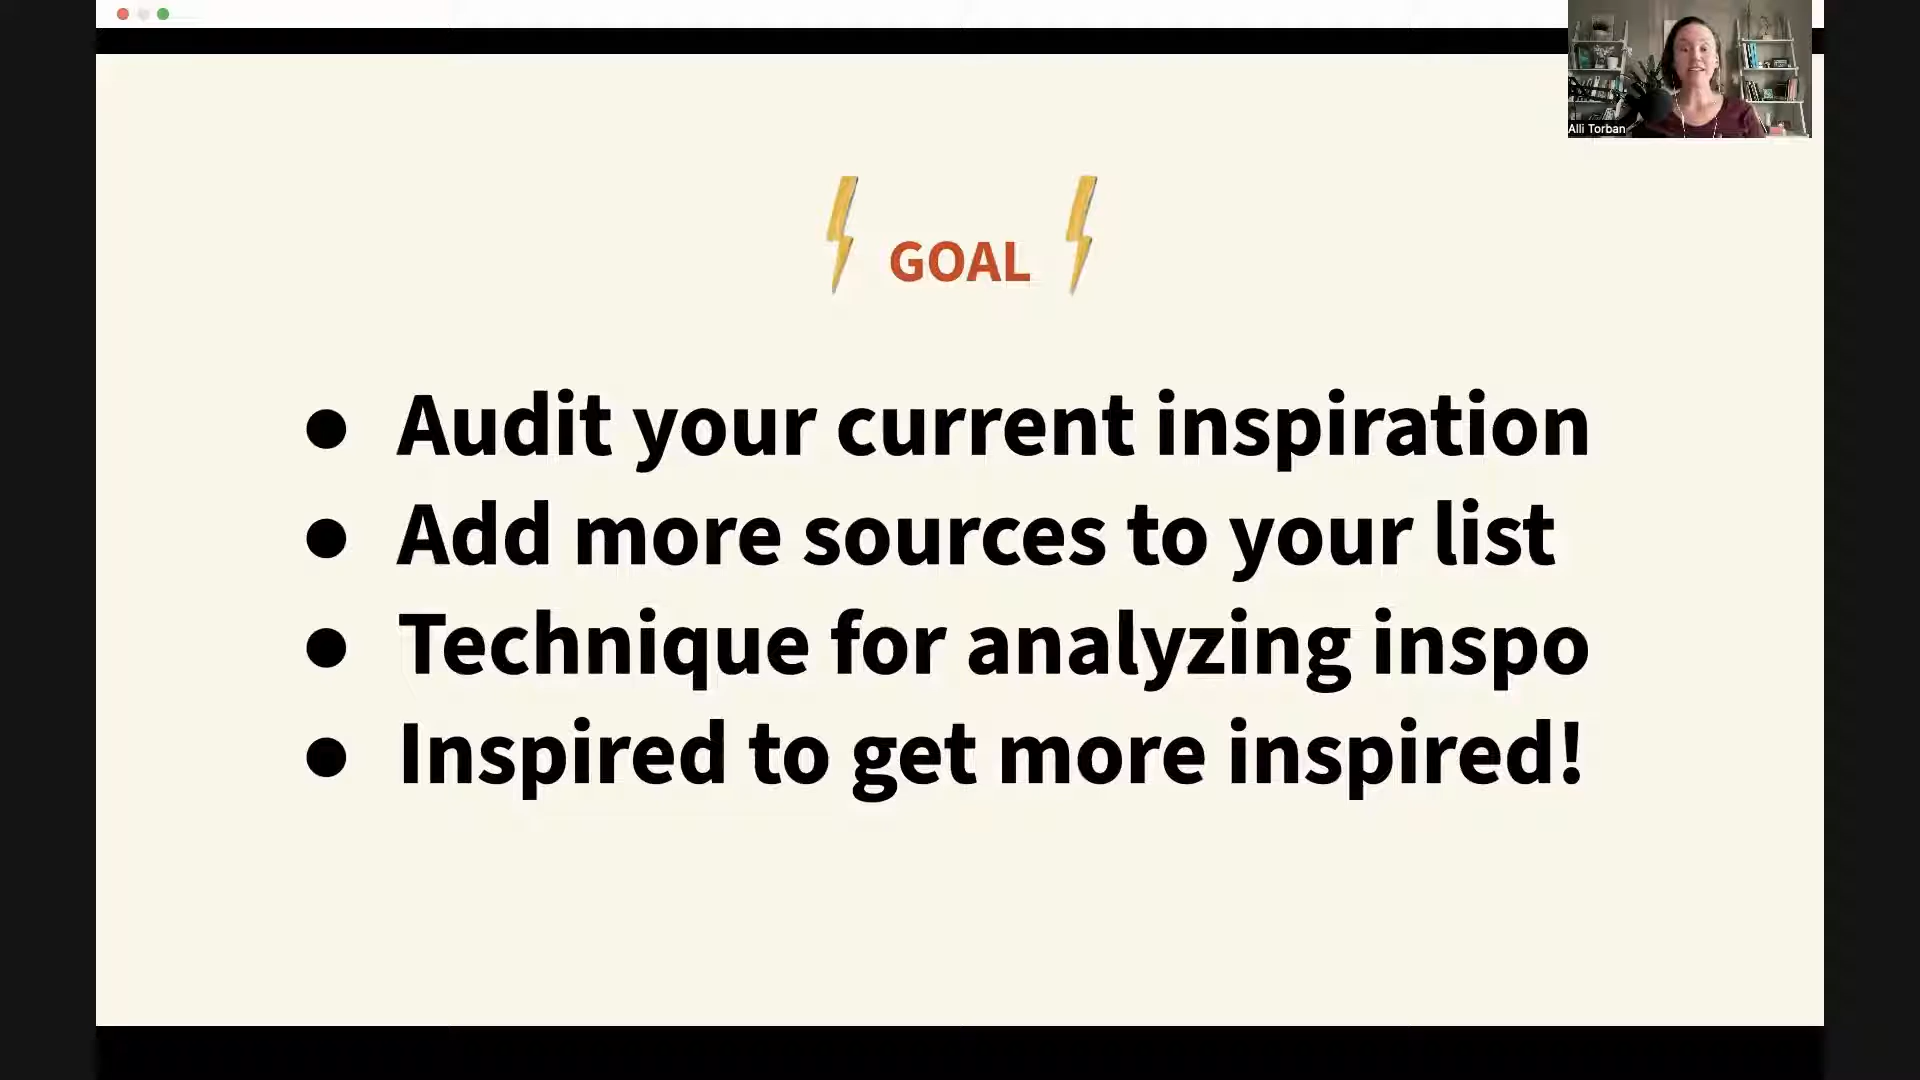 Alli Torban
GOAL
● Audit your current inspiration
● Add more sources to your list
● Technique for analyzing inspo
● Inspired to get more inspired!